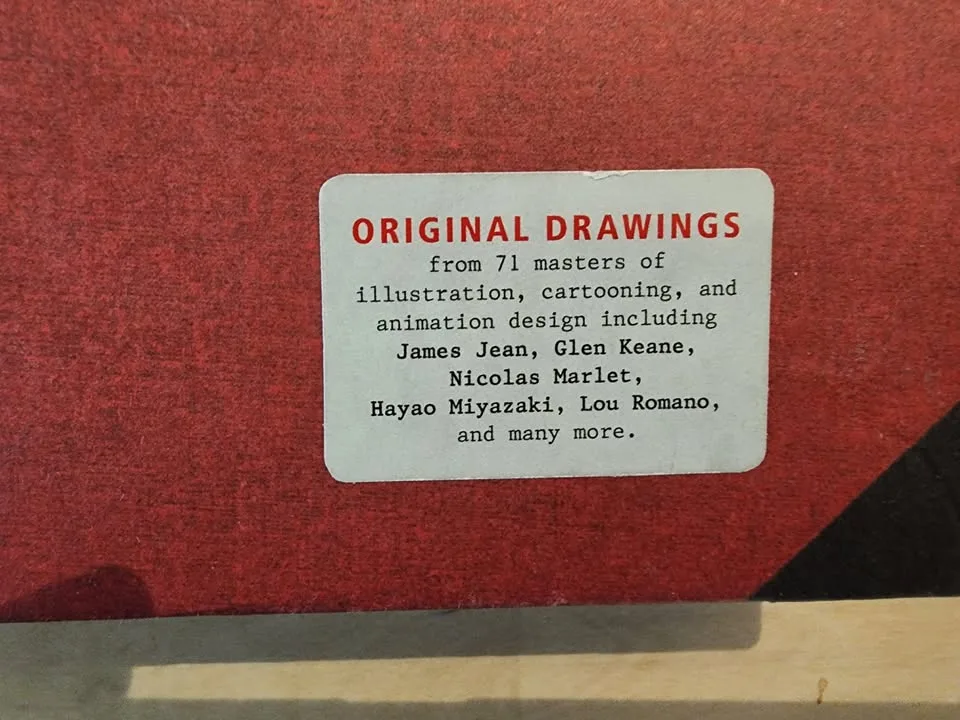 ORIGINAL DRAWINGS
from 71 masters of
illustration, cartooning, and
animation design including
James Jean, Glen Keane,
Nicolas Marlet,
Hayao Miyazaki, Lou Romano,
and many more.